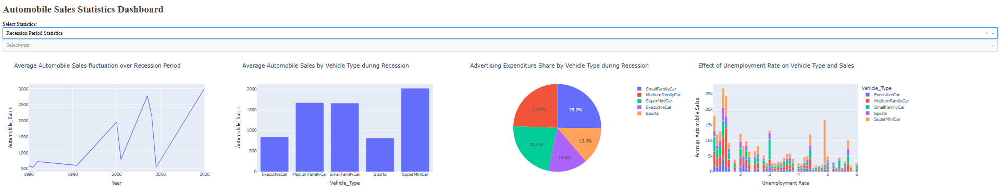 Automobile Sales Statistics Dashboard
Select Statistics:
Recession Period Statistics
× 
Select-year
Average Automobile Sales fluctuation over Recession Period
Automobile_Sales
3000
2500
2000
1500
1000
500
1980 1990 2000 2010 2020
Year
Average Automobile Sales by Vehicle Type during Recession
Automobile_Sales
2000
1500
1000
500
0
ExecutiveCar MediumFamilyCar SmallFamilyCar Sports SuperMiniCar
Vehicle_Type
Advertising Expenditure Share by Vehicle Type during Recession
24.4% 25.2%
22.4% 13.6%
14.5%
SmallFamilyCar
MediumFamilyCar
SuperMiniCar
ExecutiveCar
Sports
Effect of Unemployment Rate on Vehicle Type and Sales
Average Automobile Sales
25k
20k
15k
10k
5k
0
2 3 4 5 6
Unemployment Rate
Vehicle_Type
ExecutiveCar
MediumFamilyCar
SmallFamilyCar
Sports
SuperMiniCar